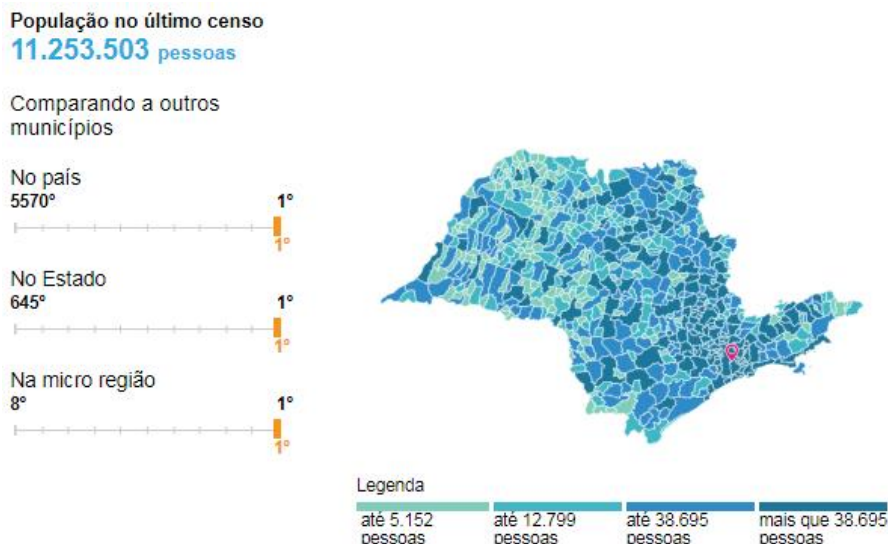 População no último censo
11.253.503 pessoas
Comparando a outros
municípios
No país
5570º 1º
1º
No Estado
645º 1º
1º
Na micro região
8º 1º
1º
Legenda
até 5.152
pessoas
até 12.799
pessoas
até 38.695
pessoas
mais que 38.695
pessoas